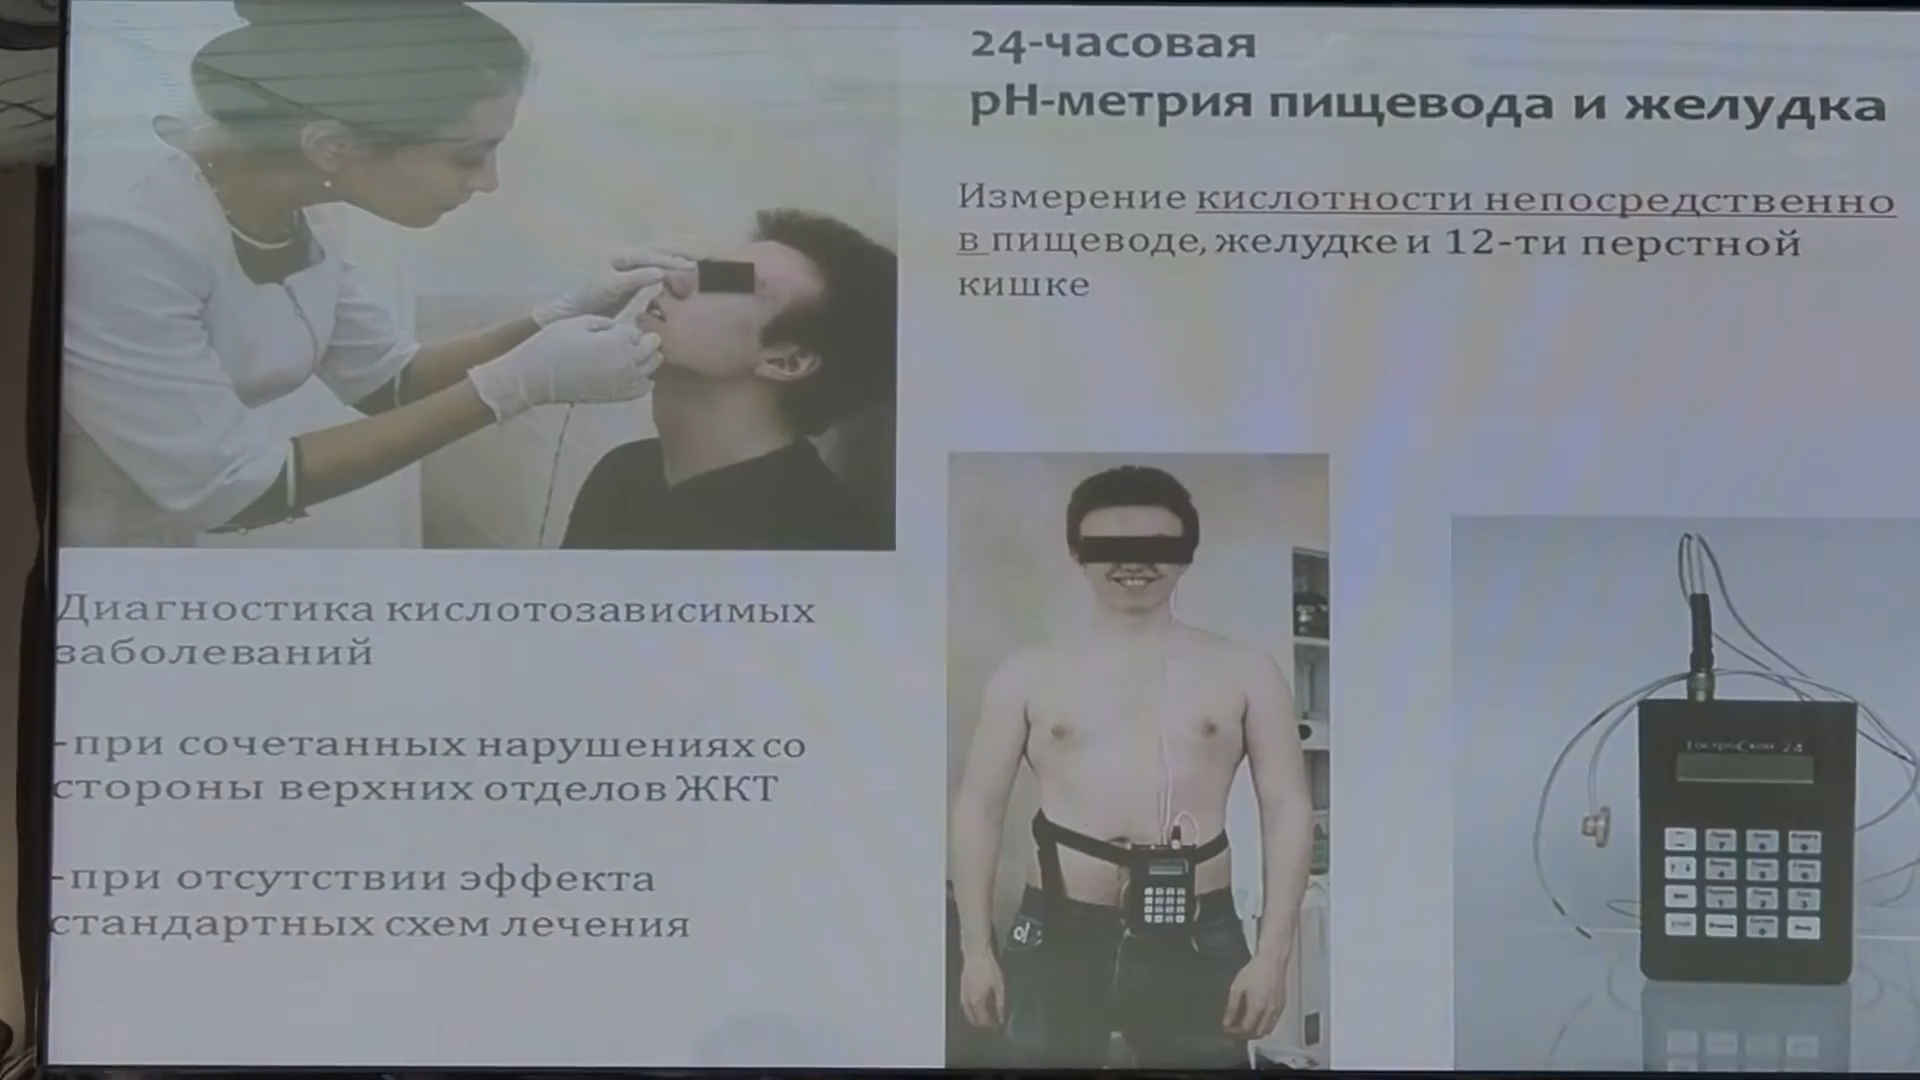 24-часовая
pH-метрия пищевода и желудка
Измерение кислотности непосредственно
в пищеводе, желудке и 12-ти перстной
кишке
Диагностика кислотозависимых
заболеваний
-при сочетанных нарушениях со
стороны верхних отделов ЖКТ
-при отсутствии эффекта
стандартных схем лечения
ГастроСкан 24